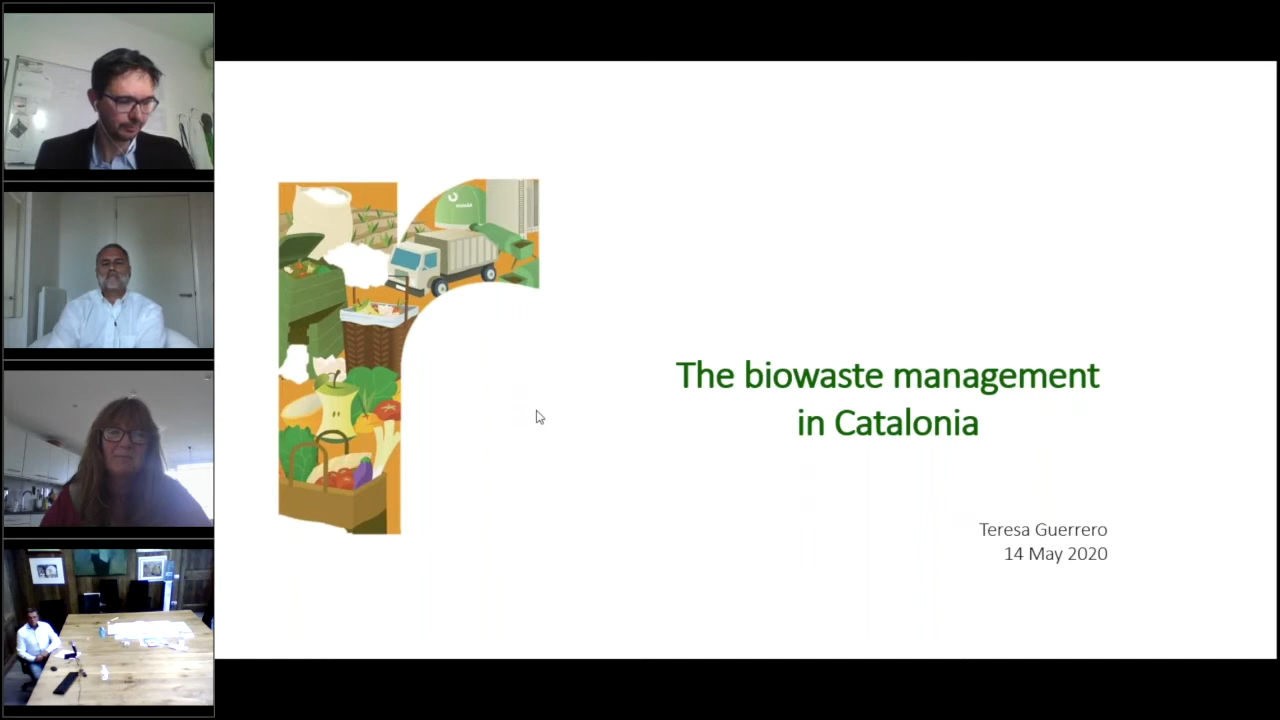 The biowaste management
in Catalonia
Teresa Guerrero
14 May 2020